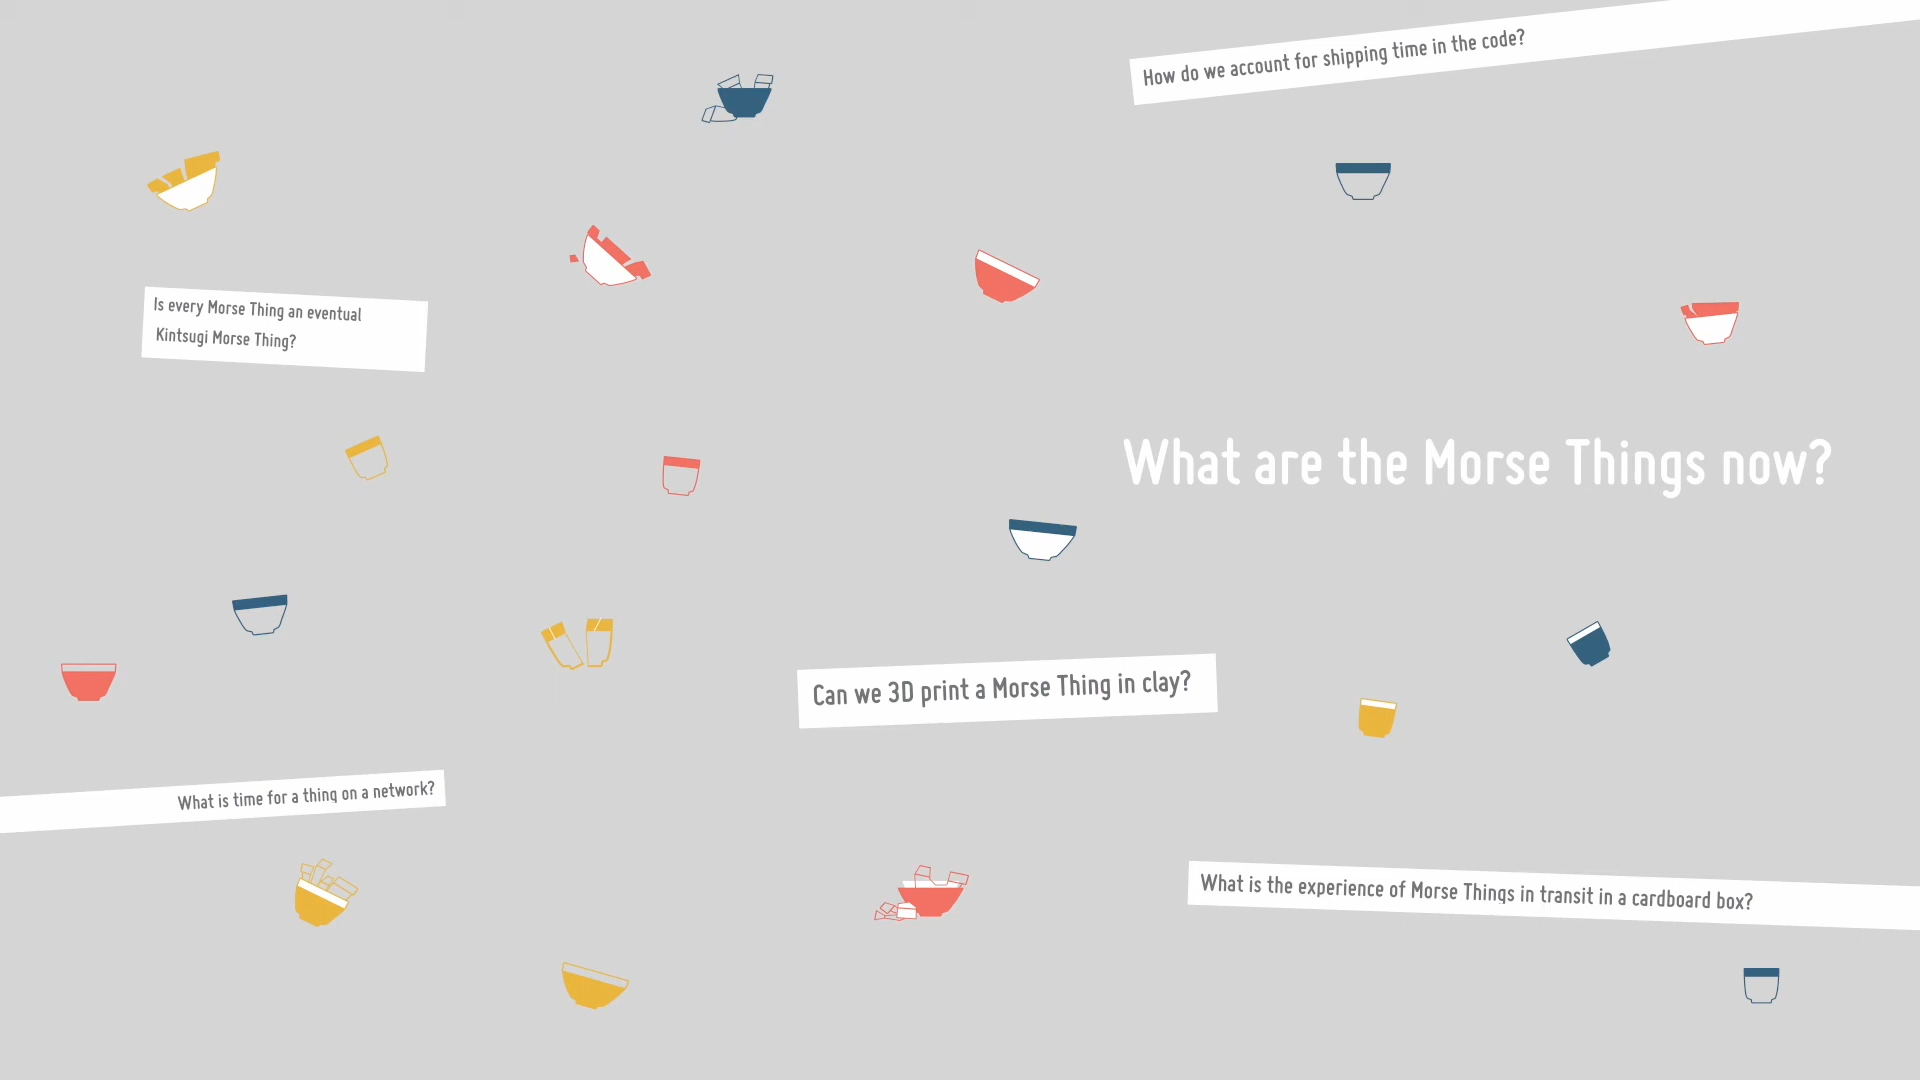 How do we account for shipping time in the code?
Is every Morse Thing an eventual
Kintsugi Morse Thing?
What are the Morse Things now?
Can we 3D print a Morse Thing in clay?
What is time for a thing on a network?
What is the experience of Morse Things in transit in a cardboard box?